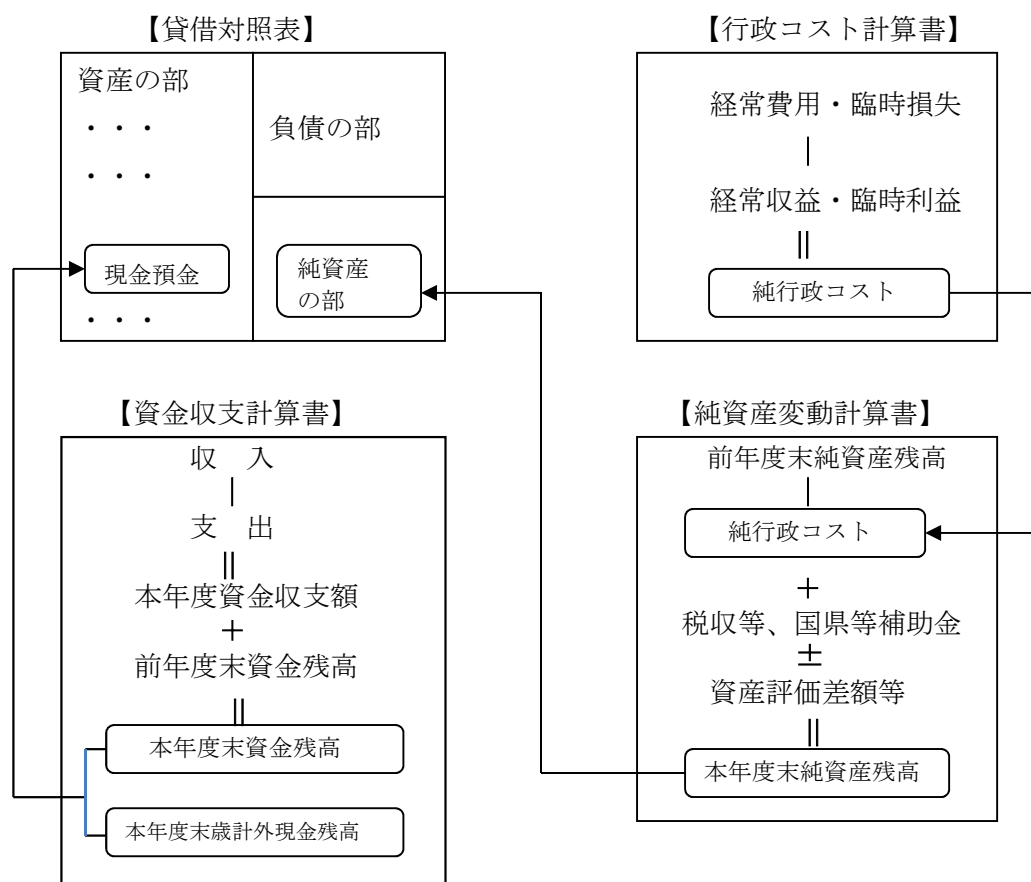 【貸借対照表】
資産の部
・・・
・・・
現金預金
・・・
負債の部
純資産
の部
【行政コスト計算書】
経常費用・臨時損失
－
経常収益・臨時利益
＝
純行政コスト
【資金収支計算書】
収　入
－
支　出
＝
本年度資金収支額
＋
前年度末資金残高
＝
本年度末資金残高
本年度末歳計外現金残高
【純資産変動計算書】
前年度末純資産残高
－
純行政コスト
＋
税収等、国県等補助金
±
資産評価差額等
＝
本年度末純資産残高